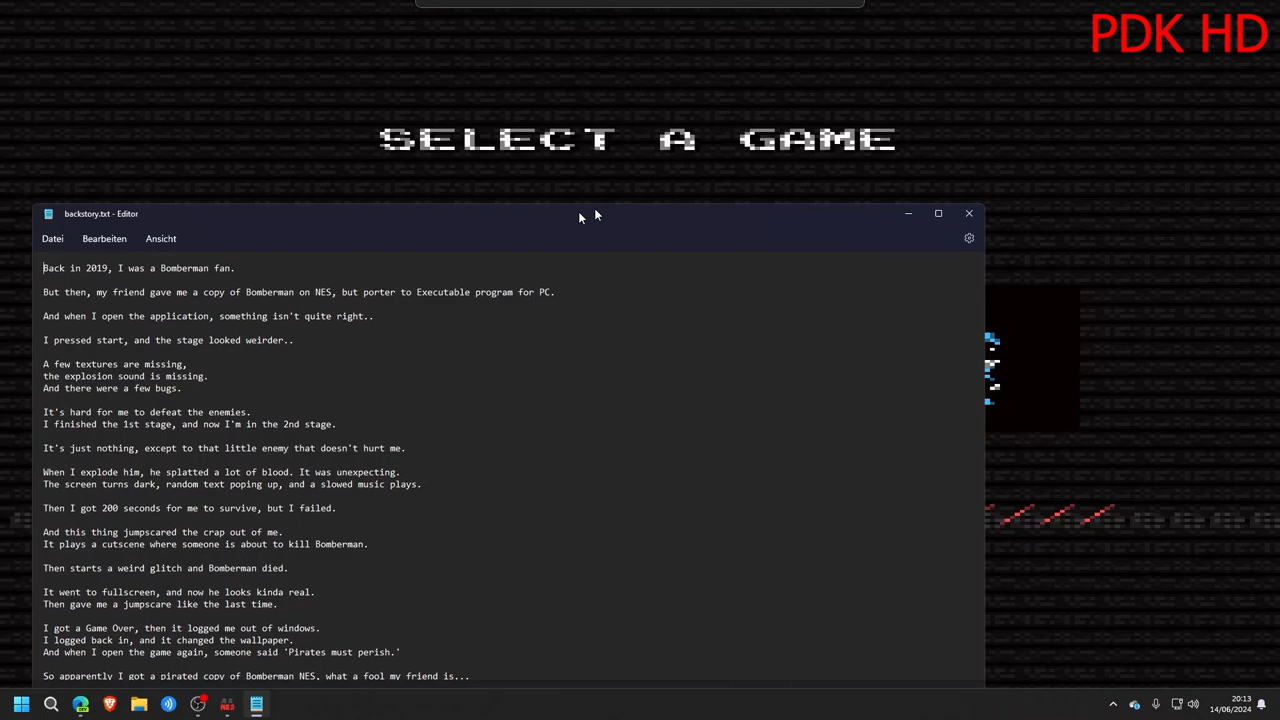 PDK HD
SELECT A GAME
backstory.txt - Editor
Datei Bearbeiten Ansicht
Back in 2019, I was a Bomberman fan.
But then, my friend gave me a copy of Bomberman on NES, but porter to Executable program for PC.
And when I open the application, something isn't quite right..
I pressed start, and the stage looked weirder..
A few textures are missing,
the explosion sound is missing.
And there were a few bugs.
It's hard for me to defeat the enemies.
I finished the 1st stage, and now I'm in the 2nd stage.
It's just nothing, except to that little enemy that doesn't hurt me.
When I explode him, he splatted a lot of blood. It was unexpecting.
The screen turns dark, random text poping up, and a slowed music plays.
Then I got 200 seconds for me to survive, but I failed.
And this thing jumpscared the crap out of me.
It plays a cutscene where someone is about to kill Bomberman.
Then starts a weird glitch and Bomberman died.
It went to fullscreen, and now he looks kinda real.
Then gave me a jumpscare like the last time.
I got a Game Over, then it logged me out of windows.
I logged back in, and it changed the wallpaper.
And when I open the game again, someone said 'Pirates must perish.'
So apparently I got a pirated copy of Bomberman NES, what a fool my friend is...
20:13
14/06/2024